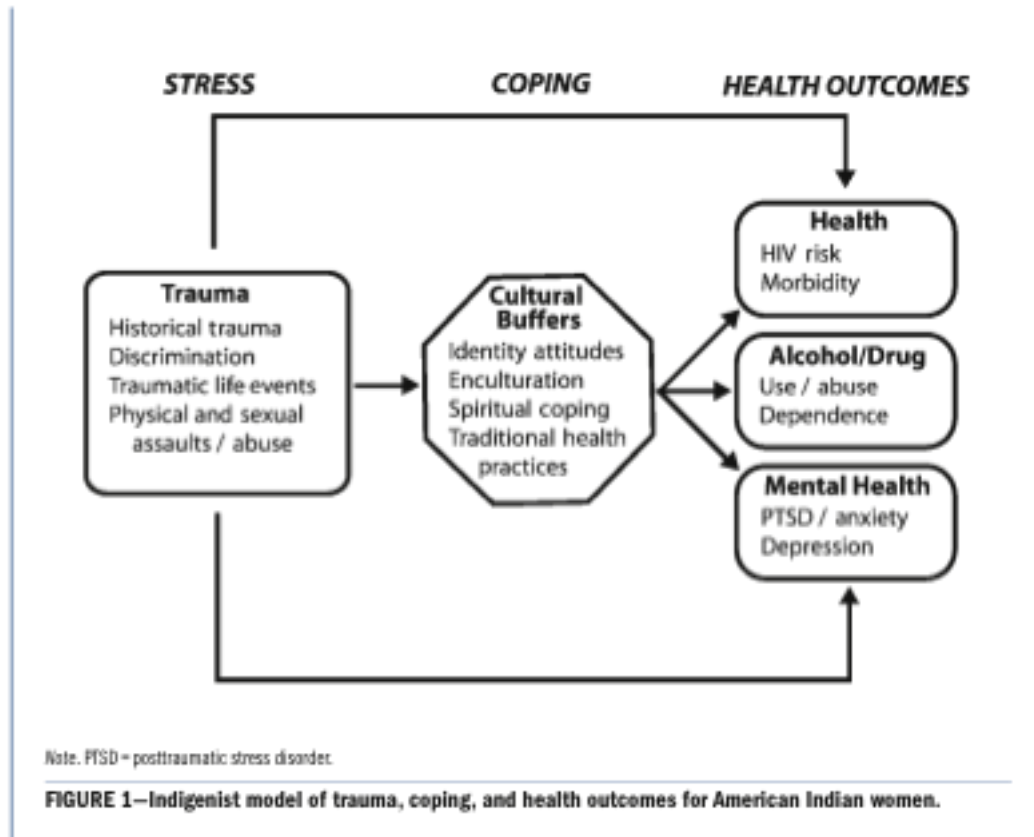 STRESS
COPING
HEALTH OUTCOMES
Trauma
Historical trauma
Discrimination
Traumatic life events
Physical and sexual
assaults / abuse
Cultural
Buffers
Identity attitudes
Enculturation
Spiritual coping
Traditional health
practices
Health
HIV risk
Morbidity
Alcohol/Drug
Use / abuse
Dependence
Mental Health
PTSD / anxiety
Depression
Note. PTSD = posttraumatic stress disorder.
FIGURE 1—Indigenist model of trauma, coping, and health outcomes for American Indian women.